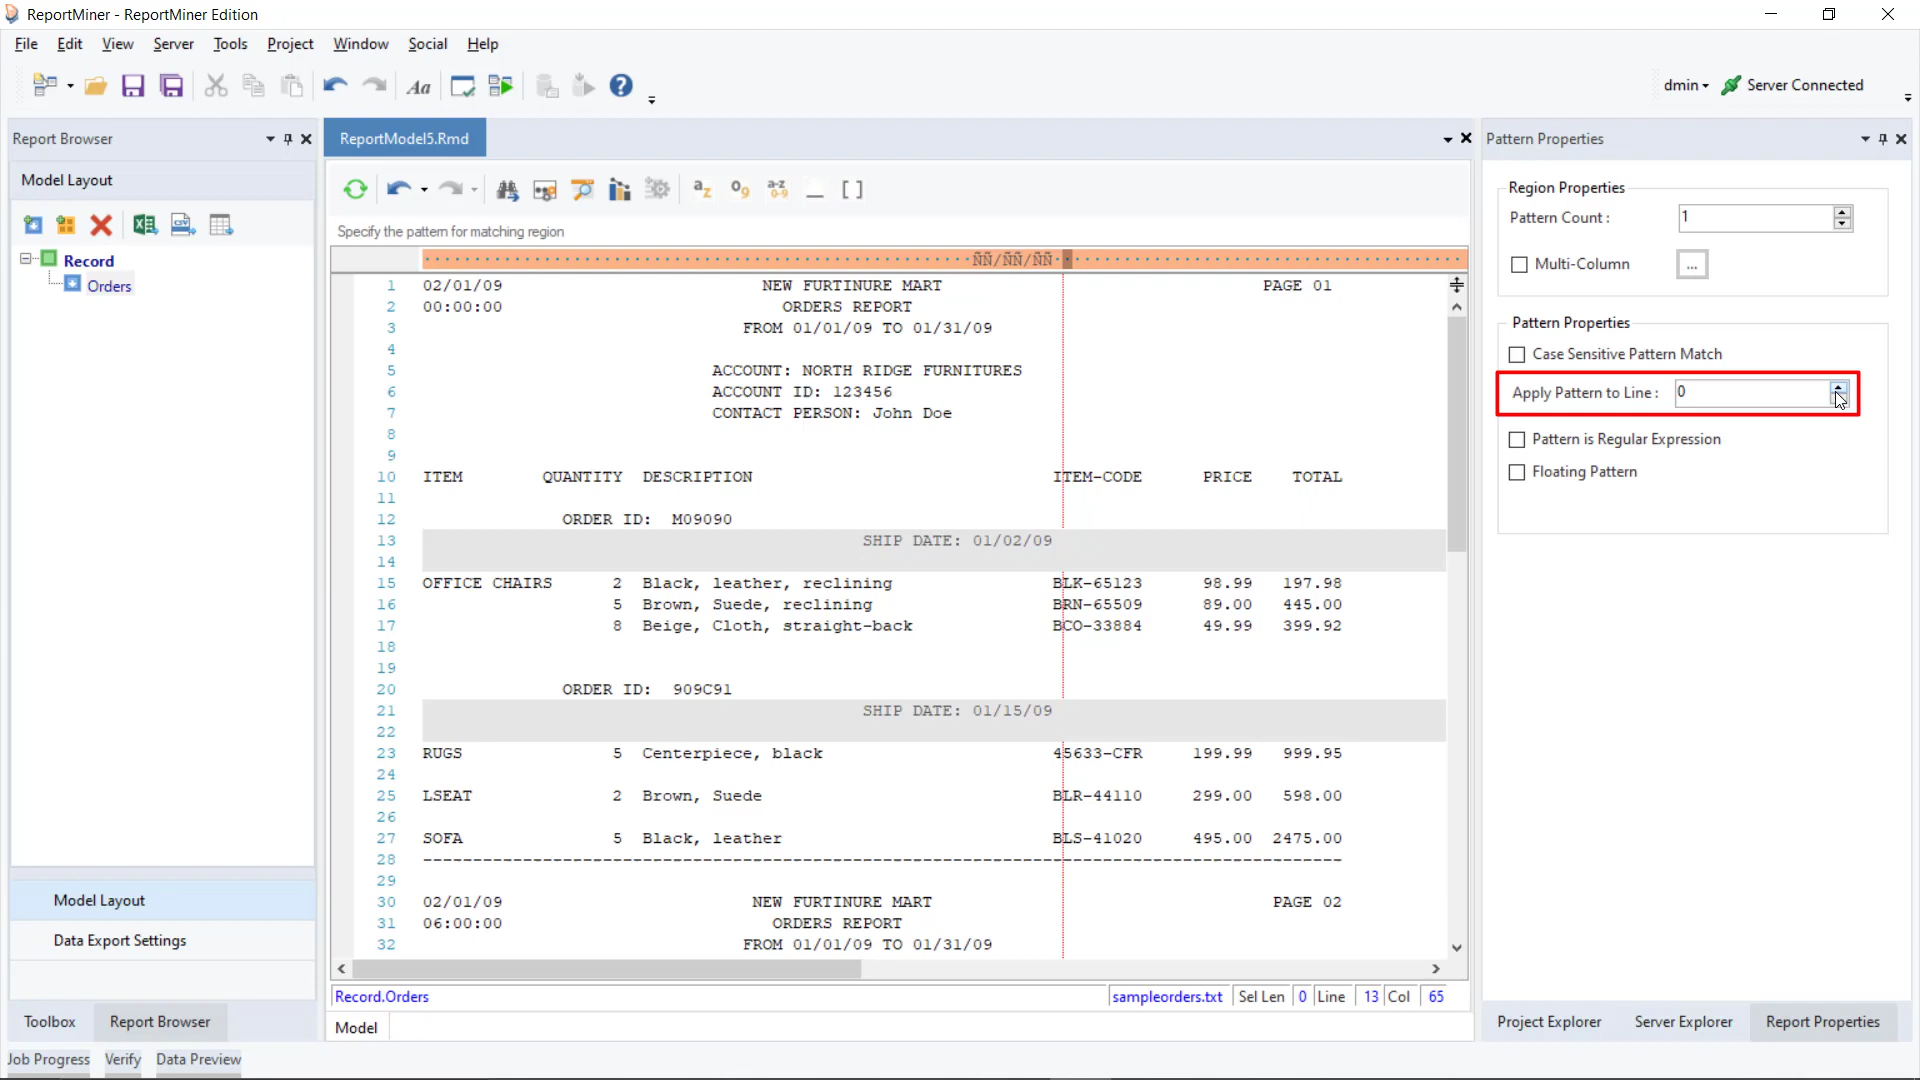 ReportMiner - ReportMiner Edition
File Edit View Server Tools Project Window Social Help
Aa dmin Server Connected
Report Browser
Model Layout
Record
Orders
Model Layout
Data Export Settings
Toolbox Report Browser
ReportModel5.Rmd
Specify the pattern for matching region
ÑÑ/ÑÑ/ÑÑ
1 02/01/09 NEW FURTINURE MART PAGE 01
2 00:00:00 ORDERS REPORT
3 FROM 01/01/09 TO 01/31/09
4
5 ACCOUNT: NORTH RIDGE FURNITURES
6 ACCOUNT ID: 123456
7 CONTACT PERSON: John Doe
8
9
10 ITEM QUANTITY DESCRIPTION ITEM-CODE PRICE TOTAL
11
12 ORDER ID: M09090
13 SHIP DATE: 01/02/09
14
15 OFFICE CHAIRS 2 Black, leather, reclining BLK-65123 98.99 197.98
16 5 Brown, Suede, reclining BRN-65509 89.00 445.00
17 8 Beige, Cloth, straight-back BCO-33884 49.99 399.92
18
19
20 ORDER ID: 909C91
21 SHIP DATE: 01/15/09
22
23 RUGS 5 Centerpiece, black 45633-CFR 199.99 999.95
24
25 LSEAT 2 Brown, Suede BLR-44110 299.00 598.00
26
27 SOFA 5 Black, leather BLS-41020 495.00 2475.00
28 --------------------------------------------------------------------------------------------
29
30 02/01/09 NEW FURTINURE MART PAGE 02
31 06:00:00 ORDERS REPORT
32 FROM 01/01/09 TO 01/31/09
Record.Orders sampleorders.txt Sel Len 0 Line 13 Col 65
Model
Pattern Properties
Region Properties
Pattern Count : 1
Multi-Column ...
Pattern Properties
Case Sensitive Pattern Match
Apply Pattern to Line : 0
Pattern is Regular Expression
Floating Pattern
Project Explorer Server Explorer Report Properties
Job Progress Verify Data Preview